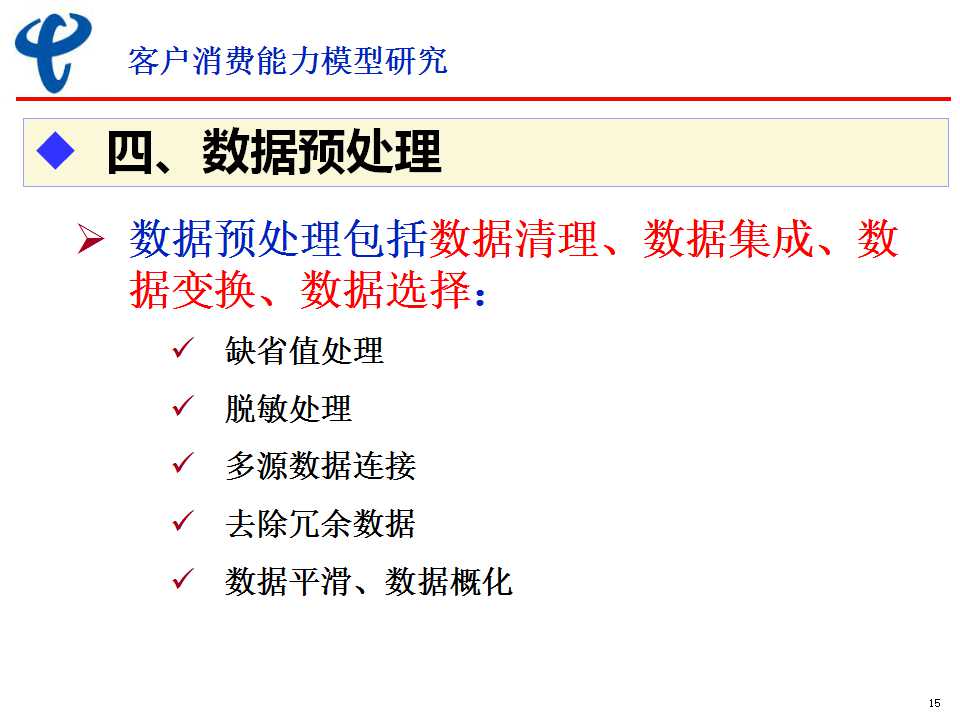 客户消费能力模型研究
四、数据预处理
数据预处理包括数据清理、数据集成、数
据变换、数据选择：
缺省值处理
脱敏处理
多源数据连接
去除冗余数据
数据平滑、数据概化
15